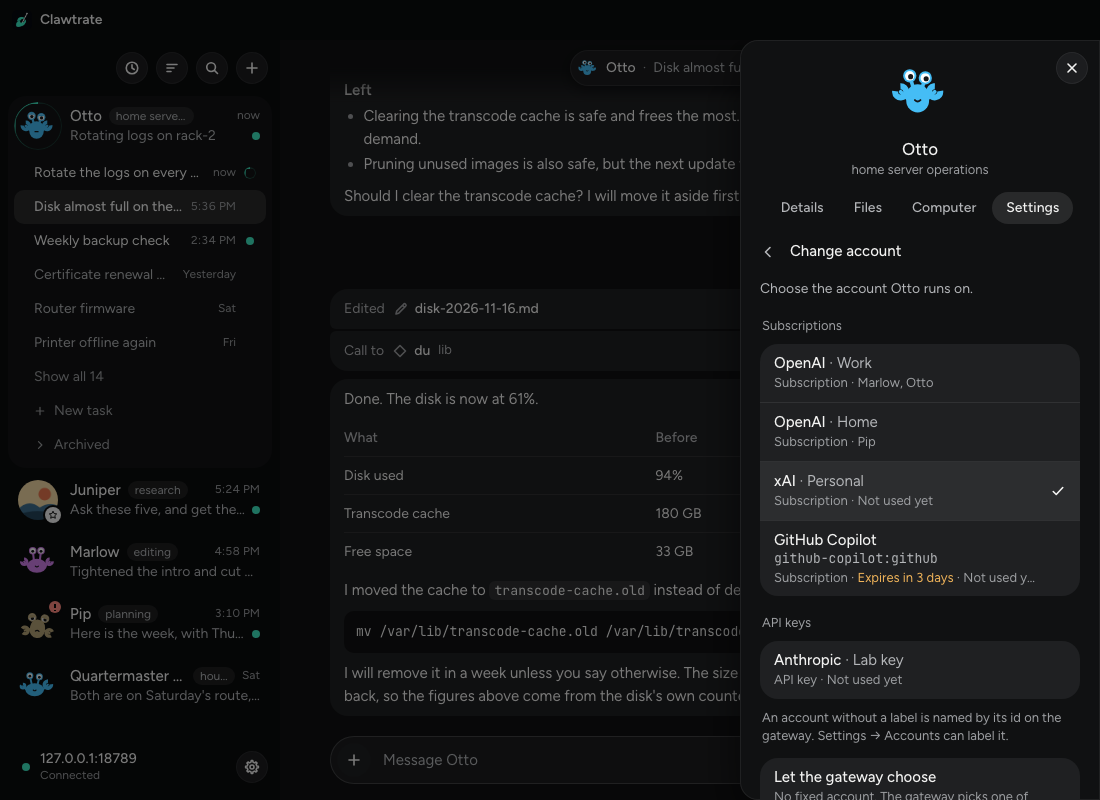 Clawtrate
Otto home serve... now
Rotating logs on rack-2
Rotate the logs on every ... now
Disk almost full on the... 5:36 PM
Weekly backup check 2:34 PM
Certificate renewal ... Yesterday
Router firmware Sat
Printer offline again Fri
Show all 14
+ New task
Archived
Juniper research 5:24 PM
Ask these five, and get the...
Marlow editing 4:58 PM
Tightened the intro and cut ...
Pip planning 3:10 PM
Here is the week, with Thu...
Quartermaster ... hou... Sat
Both are on Saturday's route,...
127.0.0.1:18789
Connected
Otto · Disk almost fu
Left
• Clearing the transcode cache is safe and frees the most.
demand.
• Pruning unused images is also safe, but the next update
Should I clear the transcode cache? I will move it aside first
Edited disk-2026-11-16.md
Call to du lib
Done. The disk is now at 61%.
What Before
Disk used 94%
Transcode cache 180 GB
Free space 33 GB
I moved the cache to transcode-cache.old instead of de
mv /var/lib/transcode-cache.old /var/lib/transcod
I will remove it in a week unless you say otherwise. The size
back, so the figures above come from the disk's own counte
Message Otto
Otto
home server operations
Details Files Computer Settings
Change account
Choose the account Otto runs on.
Subscriptions
OpenAI · Work
Subscription · Marlow, Otto
OpenAI · Home
Subscription · Pip
xAI · Personal
Subscription · Not used yet
GitHub Copilot
github-copilot:github
Subscription · Expires in 3 days · Not used y...
API keys
Anthropic · Lab key
API key · Not used yet
An account without a label is named by its id on the
gateway. Settings → Accounts can label it.
Let the gateway choose
No fixed account. The gateway picks one of